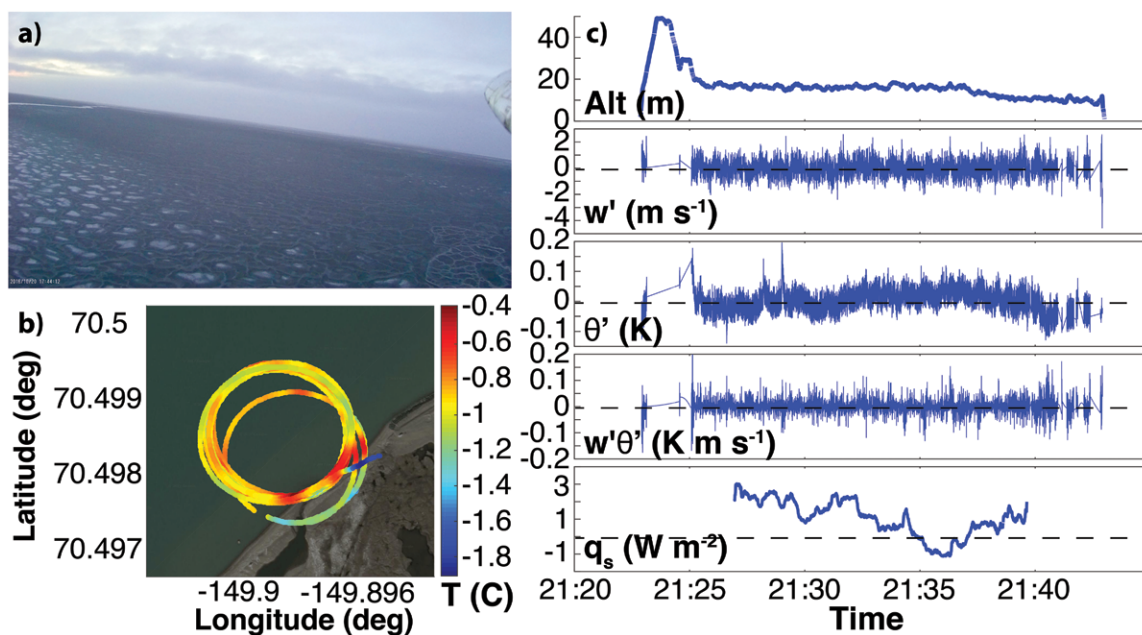 a)
b)
70.5
70.499
70.498
70.497
Latitude (deg)
-149.9 -149.896
Longitude (deg)
-0.4
-0.6
-0.8
-1
-1.2
-1.4
-1.6
-1.8
T (C)
c)
40
20
0
Alt (m)
2
0
-2
-4
w' (m s⁻¹)
0.2
0.1
0
-0.1
θ’ (K)
0.2
0.1
0
-0.1
-0.2
w'θ’ (K m s⁻¹)
3
1
-1
qₛ (W m⁻²)
21:20 21:25 21:30 21:35 21:40
Time